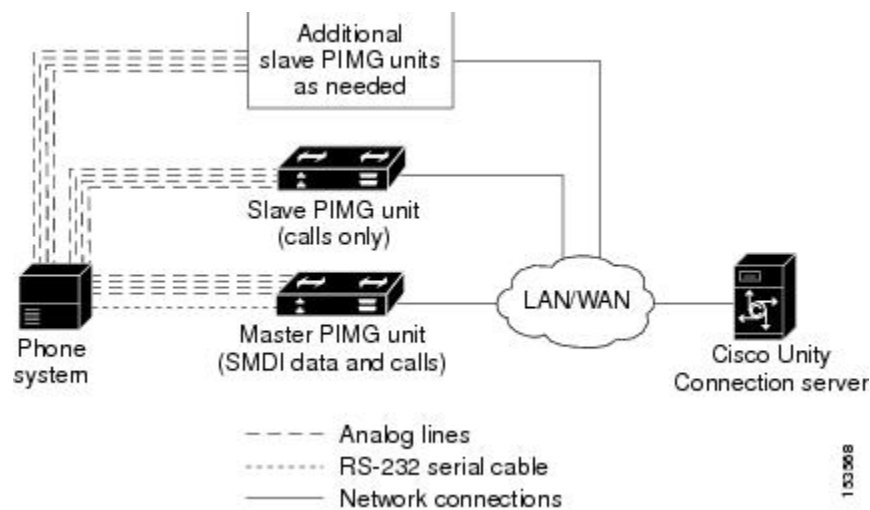 Additional
slave PIMG units
as needed
Slave PIMG unit
(calls only)
LAN/WAN
Phone
system
Master PIMG unit
(SMDI data and calls)
Cisco Unity
Connection server
Analog lines
RS-232 serial cable
Network connections
153568